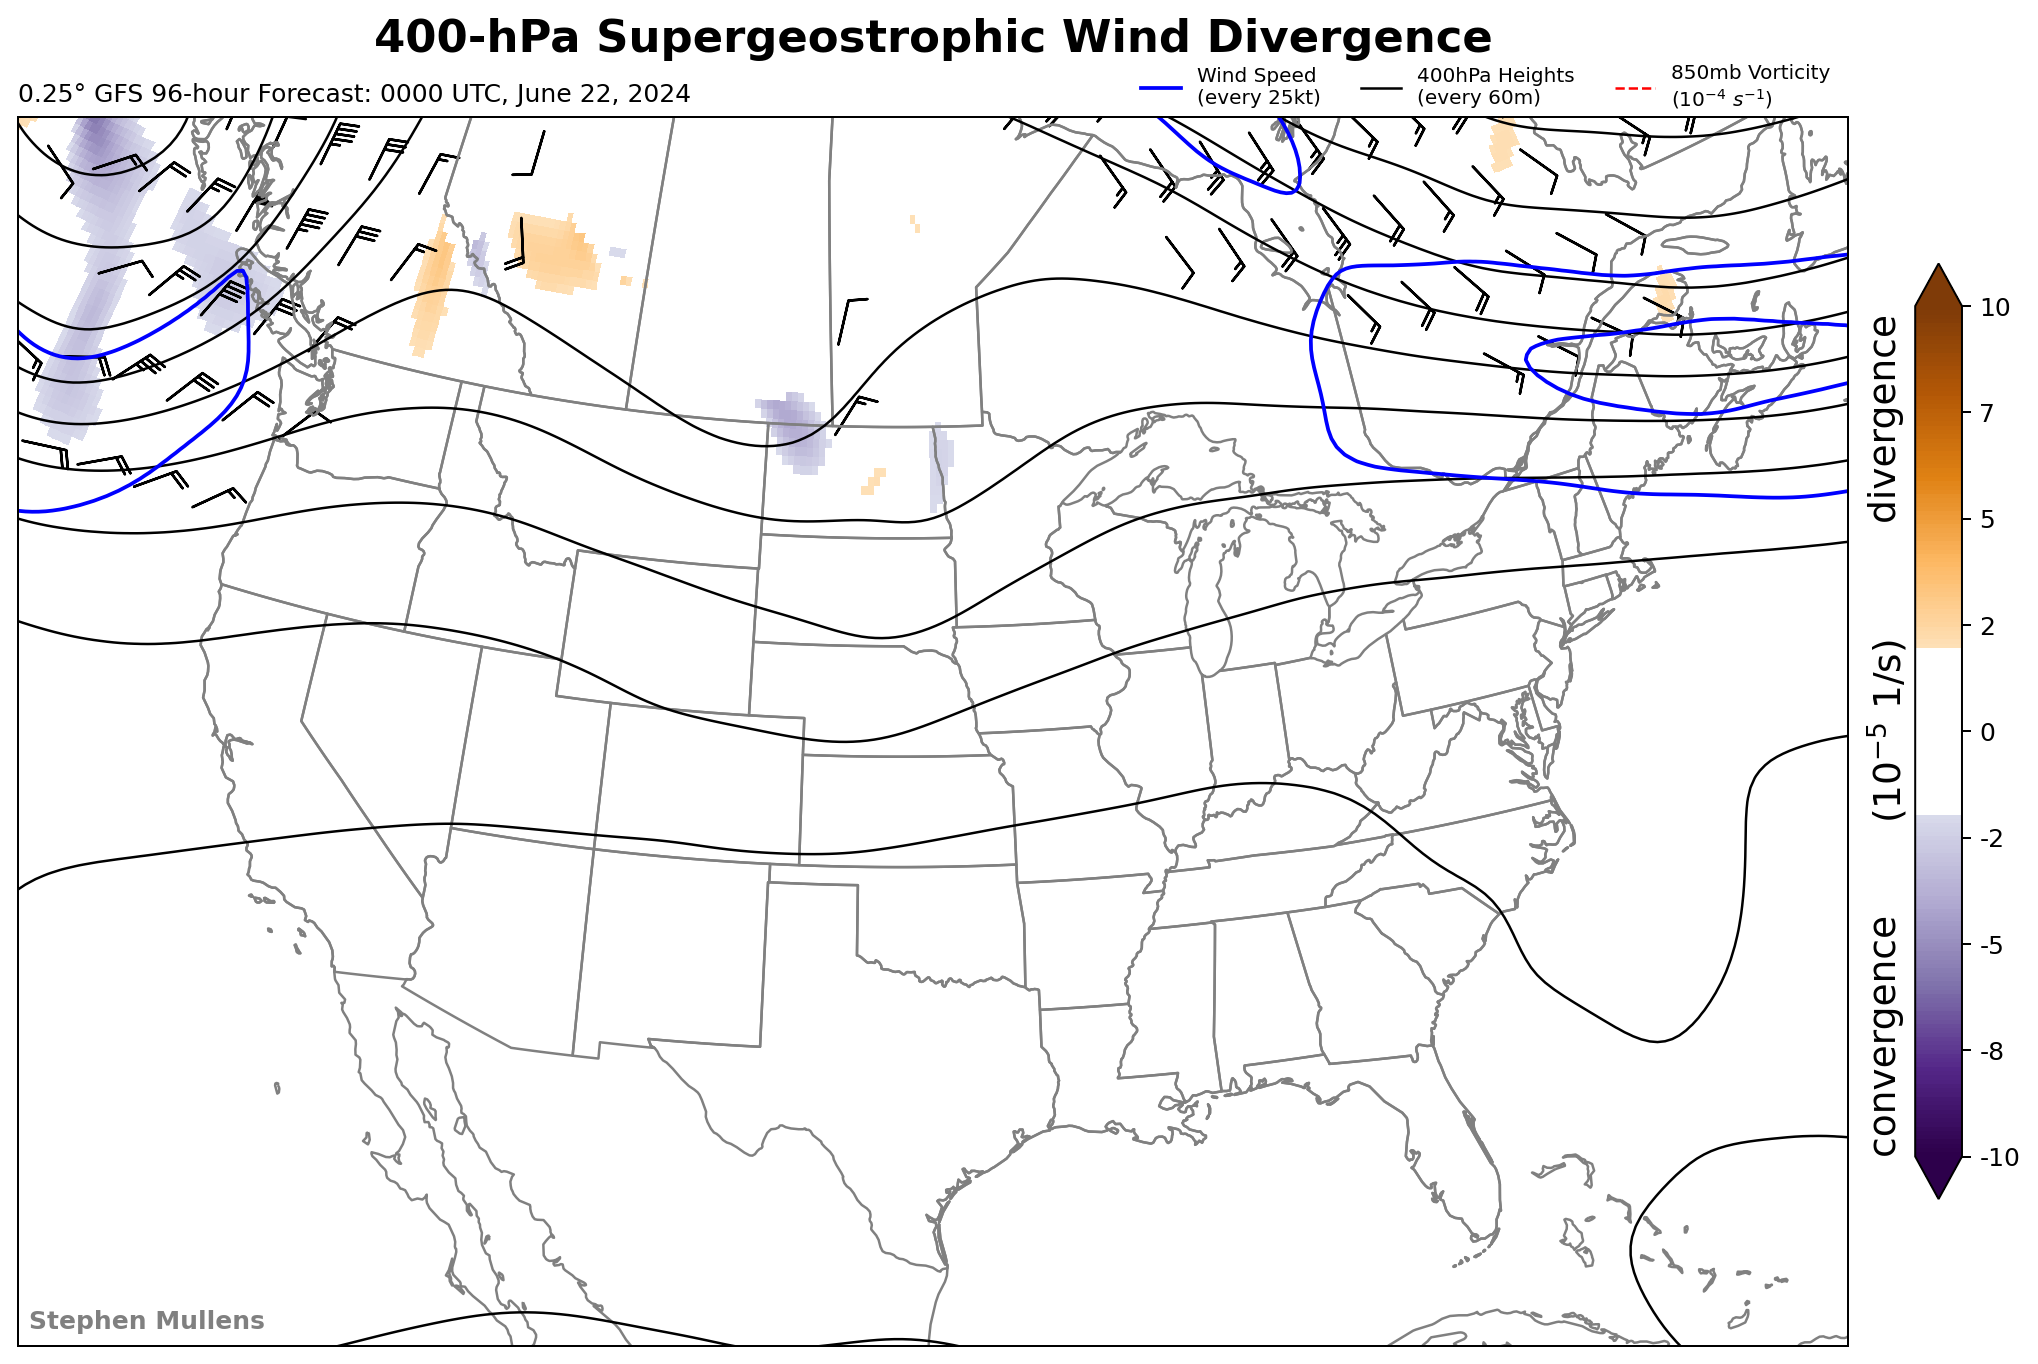 400-hPa Supergeostrophic Wind Divergence
0.25° GFS 96-hour Forecast: 0000 UTC, June 22, 2024
Wind Speed
(every 25kt)
400hPa Heights
(every 60m)
850mb Vorticity
(10⁻⁴ s⁻¹)
divergence
(10⁻⁵ 1/s)
convergence
10
7
5
2
0
-2
-5
-8
-10
Stephen Mullens